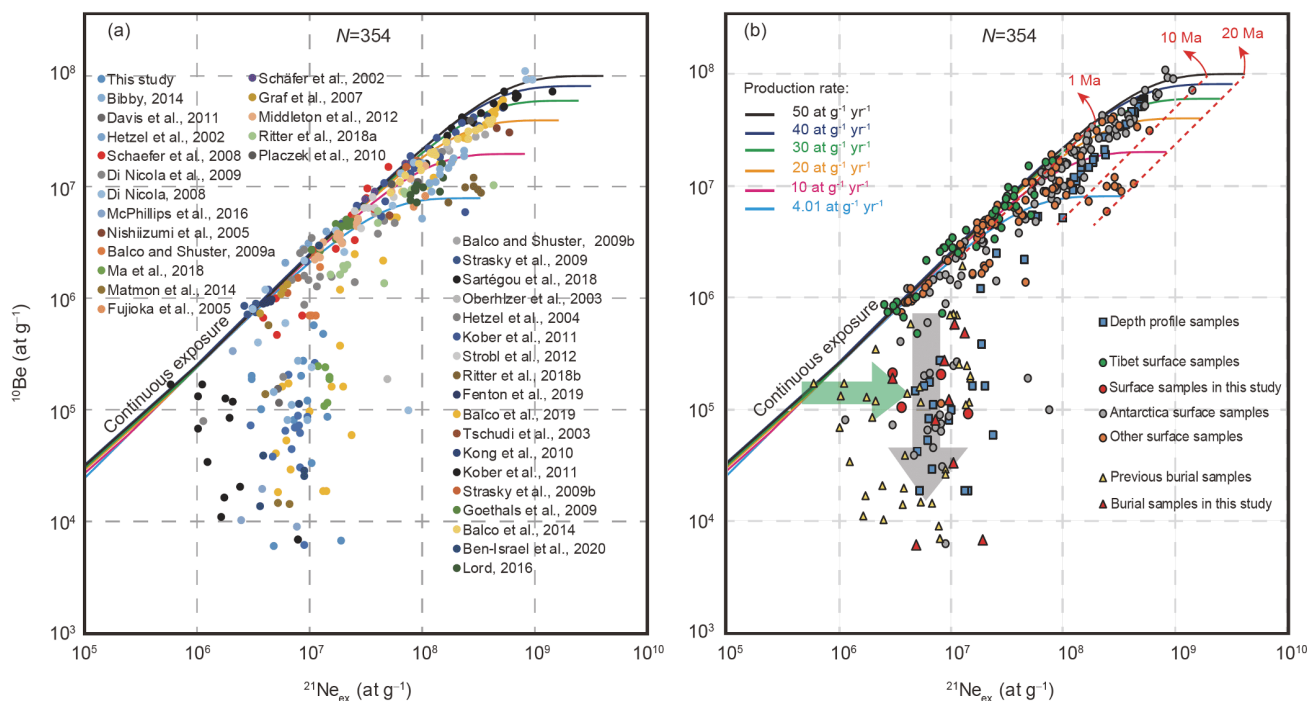 (a)
N=354
10⁸
10⁷
10⁶
10⁵
10⁴
10³
¹⁰Be (at g⁻¹)
This study
Bibby, 2014
Davis et al., 2011
Hetzel et al., 2002
Schaefer et al., 2008
Di Nicola et al., 2009
Di Nicola, 2008
McPhillips et al., 2016
Nishiizumi et al., 2005
Balco and Shuster, 2009a
Ma et al., 2018
Matmon et al., 2014
Fujioka et al., 2005
Schäfer et al., 2002
Graf et al., 2007
Middleton et al., 2012
Ritter et al., 2018a
Placzek et al., 2010
Continuous exposure
Balco and Shuster, 2009b
Strasky et al., 2009
Sartégou et al., 2018
Oberhlzer et al., 2003
Hetzel et al., 2004
Kober et al., 2011
Strobl et al., 2012
Ritter et al., 2018b
Fenton et al., 2019
Balco et al., 2019
Tschudi et al., 2003
Kong et al., 2010
Kober et al., 2011
Strasky et al., 2009b
Goethals et al., 2009
Balco et al., 2014
Ben-Israel et al., 2020
Lord, 2016
10⁵
10⁶
10⁷
10⁸
10⁹
10¹⁰
²¹Neₑₓ (at g⁻¹)
(b)
N=354
1 Ma
10 Ma
20 Ma
10⁸
10⁷
10⁶
10⁵
10⁴
10³
Production rate:
50 at g⁻¹ yr⁻¹
40 at g⁻¹ yr⁻¹
30 at g⁻¹ yr⁻¹
20 at g⁻¹ yr⁻¹
10 at g⁻¹ yr⁻¹
4.01 at g⁻¹ yr⁻¹
Continuous exposure
Depth profile samples
Tibet surface samples
Surface samples in this study
Antarctica surface samples
Other surface samples
Previous burial samples
Burial samples in this study
10⁵
10⁶
10⁷
10⁸
10⁹
10¹⁰
²¹Neₑₓ (at g⁻¹)